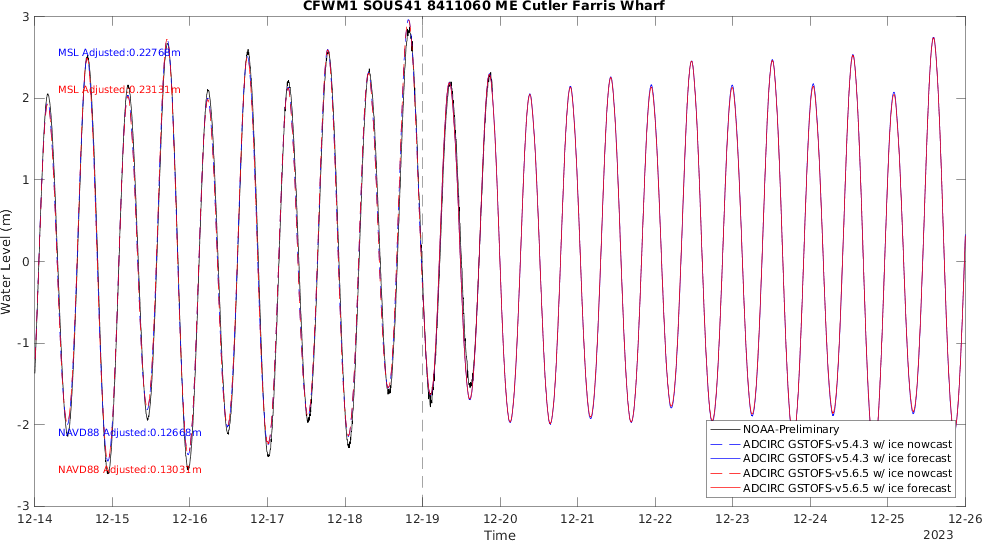 CFWM1 SOUS41 8411060 ME Cutler Farris Wharf
3
2
1
0
-1
-2
-3
Water Level (m)
MSL Adjusted:0.22768m
MSL Adjusted:0.23131m
NAVD88 Adjusted:0.12668m
NAVD88 Adjusted:0.13031m
NOAA-Preliminary
ADCIRC GSTOFS-v5.4.3 w/ ice nowcast
ADCIRC GSTOFS-v5.4.3 w/ ice forecast
ADCIRC GSTOFS-v5.6.5 w/ ice nowcast
ADCIRC GSTOFS-v5.6.5 w/ ice forecast
12-14 12-15 12-16 12-17 12-18 12-19 12-20 12-21 12-22 12-23 12-24 12-25 12-26
Time
2023